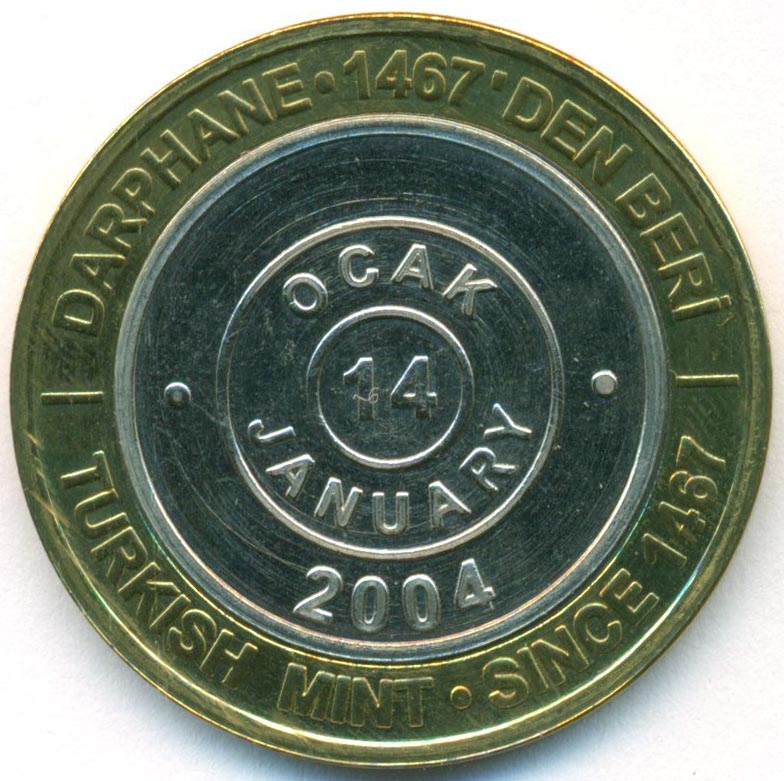 DARPHANE • 1467'DEN BERİ
OCAK
14
JANUARY
2004
TURKISH MINT • SINCE 1467